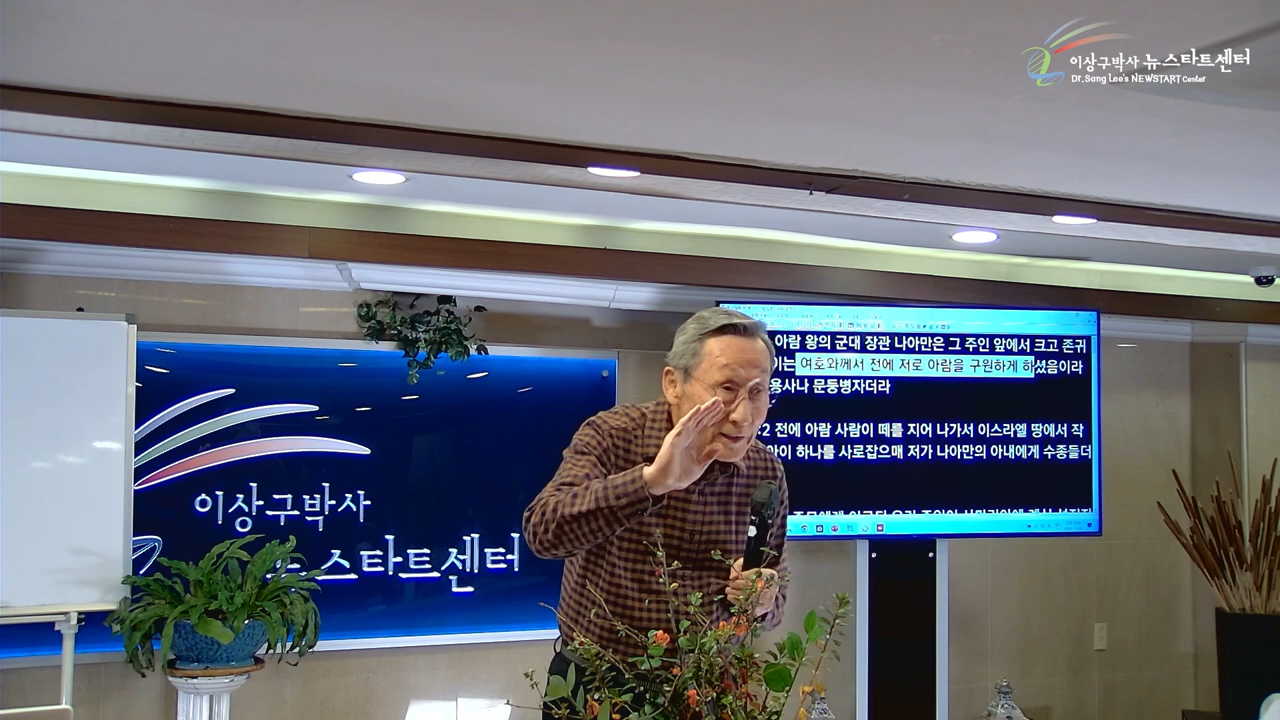 이상구박사 뉴스타트센터
Dr. Sang Lee's NEWSTART Center
아람 왕의 군대 장관 나아만은 그 주인 앞에서 크고 존귀
는 여호와께서 전에 저로 아람을 구원하게 하셨음이라
용사나 문둥병자더라
:2 전에 아람 사람이 떼를 지어 나가서 이스라엘 땅에서 작
아이 하나를 사로잡으매 저가 나아만의 아내에게 수종들더
이상구박사
뉴스타트센터